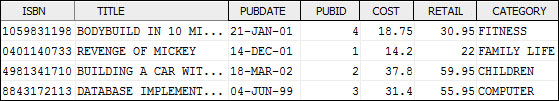 ISBN TITLE PUBDATE PUBID COST RETAIL CATEGORY
1059831198 BODYBUILD IN 10 MI... 21-JAN-01 4 18.75 30.95 FITNESS
0401140733 REVENGE OF MICKEY 14-DEC-01 1 14.2 22 FAMILY LIFE
4981341710 BUILDING A CAR WIT... 18-MAR-02 2 37.8 59.95 CHILDREN
8843172113 DATABASE IMPLEMENT... 04-JUN-99 3 31.4 55.95 COMPUTER